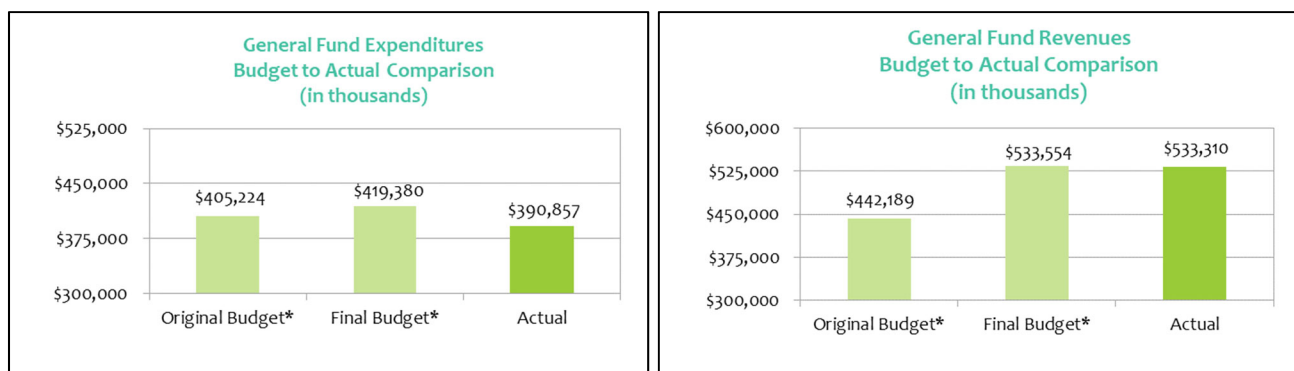 General Fund Expenditures
Budget to Actual Comparison
(in thousands)
$525,000
$450,000
$375,000
$300,000
$405,224
$419,380
$390,857
Original Budget*
Final Budget*
Actual
General Fund Revenues
Budget to Actual Comparison
(in thousands)
$600,000
$525,000
$450,000
$375,000
$300,000
$442,189
$533,554
$533,310
Original Budget*
Final Budget*
Actual